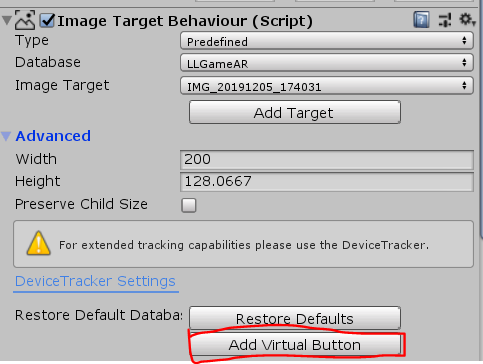 Image Target Behaviour (Script)
Type Predefined
Database LLGameAR
Image Target IMG_20191205_174031
Add Target
Advanced
Width 200
Height 128.0667
Preserve Child Size
For extended tracking capabilities please use the DeviceTracker.
DeviceTracker Settings
Restore Default Databa Restore Defaults
Add Virtual Button